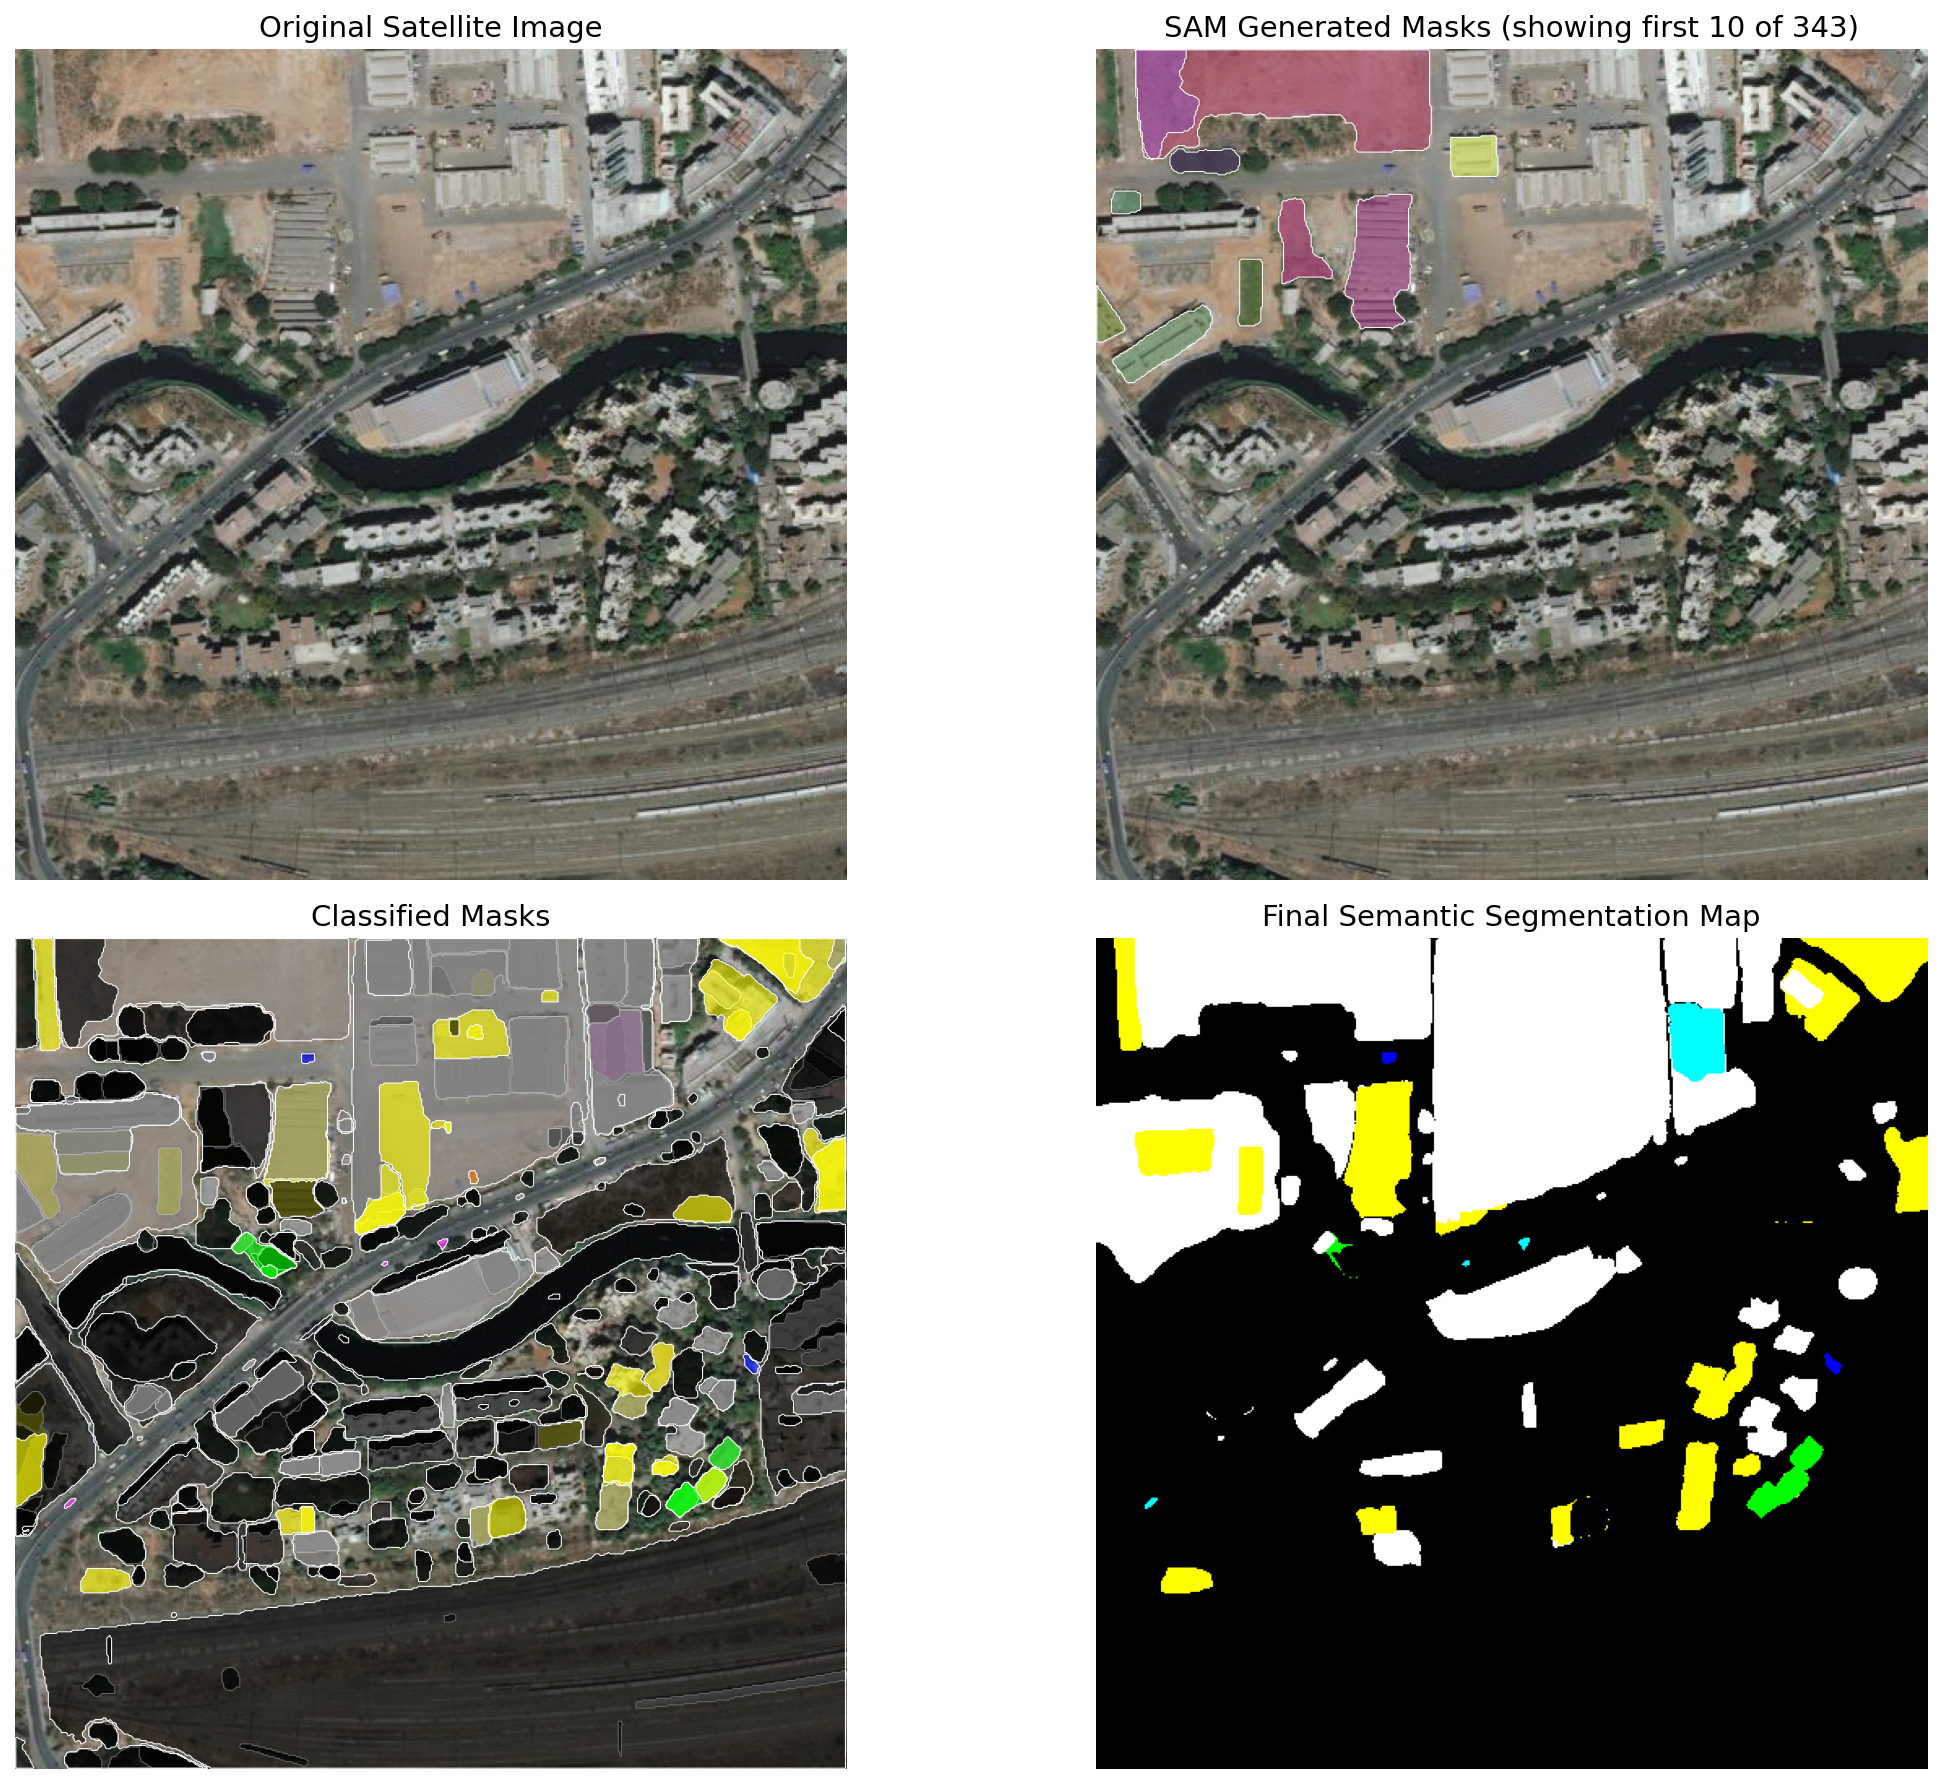 Original Satellite Image
SAM Generated Masks (showing first 10 of 343)
Classified Masks
Final Semantic Segmentation Map